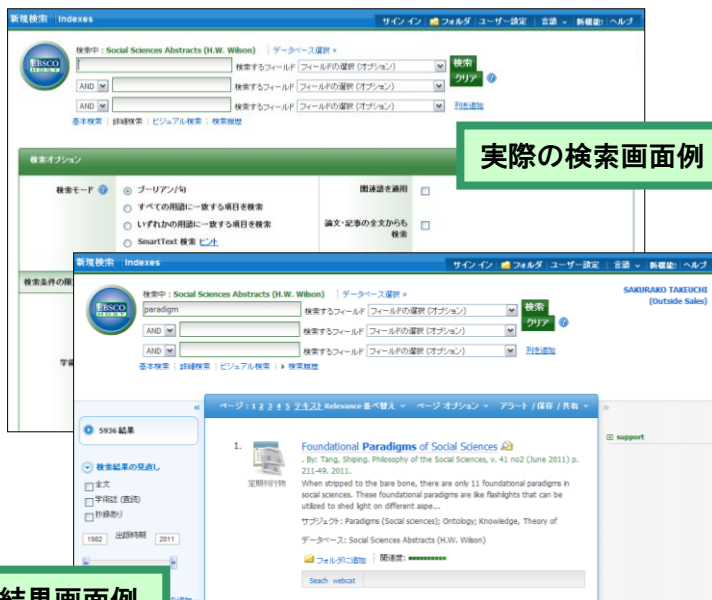 新規検索 Indexes
サインイン フォルダ ユーザー設定 言語 新機能! ヘルプ
EBSCO HOST
検索中 : Social Sciences Abstracts (H.W. Wilson) データベース選択 »
検索するフィールド フィールドの選択 (オプション) 検索
AND 検索するフィールド フィールドの選択 (オプション) クリア
AND 検索するフィールド フィールドの選択 (オプション) 列を追加
基本検索 | 詳細検索 | ビジュアル検索 | 検索履歴
実際の検索画面例
検索オプション
検索モード ブーリアン/句
すべての用語に一致する項目を検索
いずれかの用語に一致する項目を検索
SmartText 検索 ヒント
関連語を適用
論文・記事の全文からも検索
検索条件の限
新規検索 Indexes
サインイン フォルダ ユーザー設定 言語 新機能! ヘルプ
SAKURAKO TAKEUCHI
(Outside Sales)
EBSCO HOST
検索中 : Social Sciences Abstracts (H.W. Wilson) データベース選択 »
paradigm 検索するフィールド フィールドの選択 (オプション) 検索
AND 検索するフィールド フィールドの選択 (オプション) クリア
AND 検索するフィールド フィールドの選択 (オプション) 列を追加
基本検索 | 詳細検索 | ビジュアル検索 | 検索履歴
学
«
ページ : 1 2 3 4 5 テキスト Relevance 並べ替え ページ オプション アラート / 保存 / 共有
»
5936 結果
検索結果の見直し
全文
学術誌 (査読)
抄録あり
1982 出版時期 2011
1.
定期刊行物
Foundational Paradigms of Social Sciences
. By: Tang, Shiping. Philosophy of the Social Sciences, v. 41 no2 (June 2011) p.
211-49. 2011.
When stripped to the bare bone, there are only 11 foundational paradigms in
social sciences. These foundational paradigms are like flashlights that can be
utilized to shed light on different aspe...
サブジェクト: Paradigms (Social sciences); Ontology; Knowledge, Theory of
データベース: Social Sciences Abstracts (H.W. Wilson)
フォルダに追加 関連度:
Seach webcat
support
結果画面例